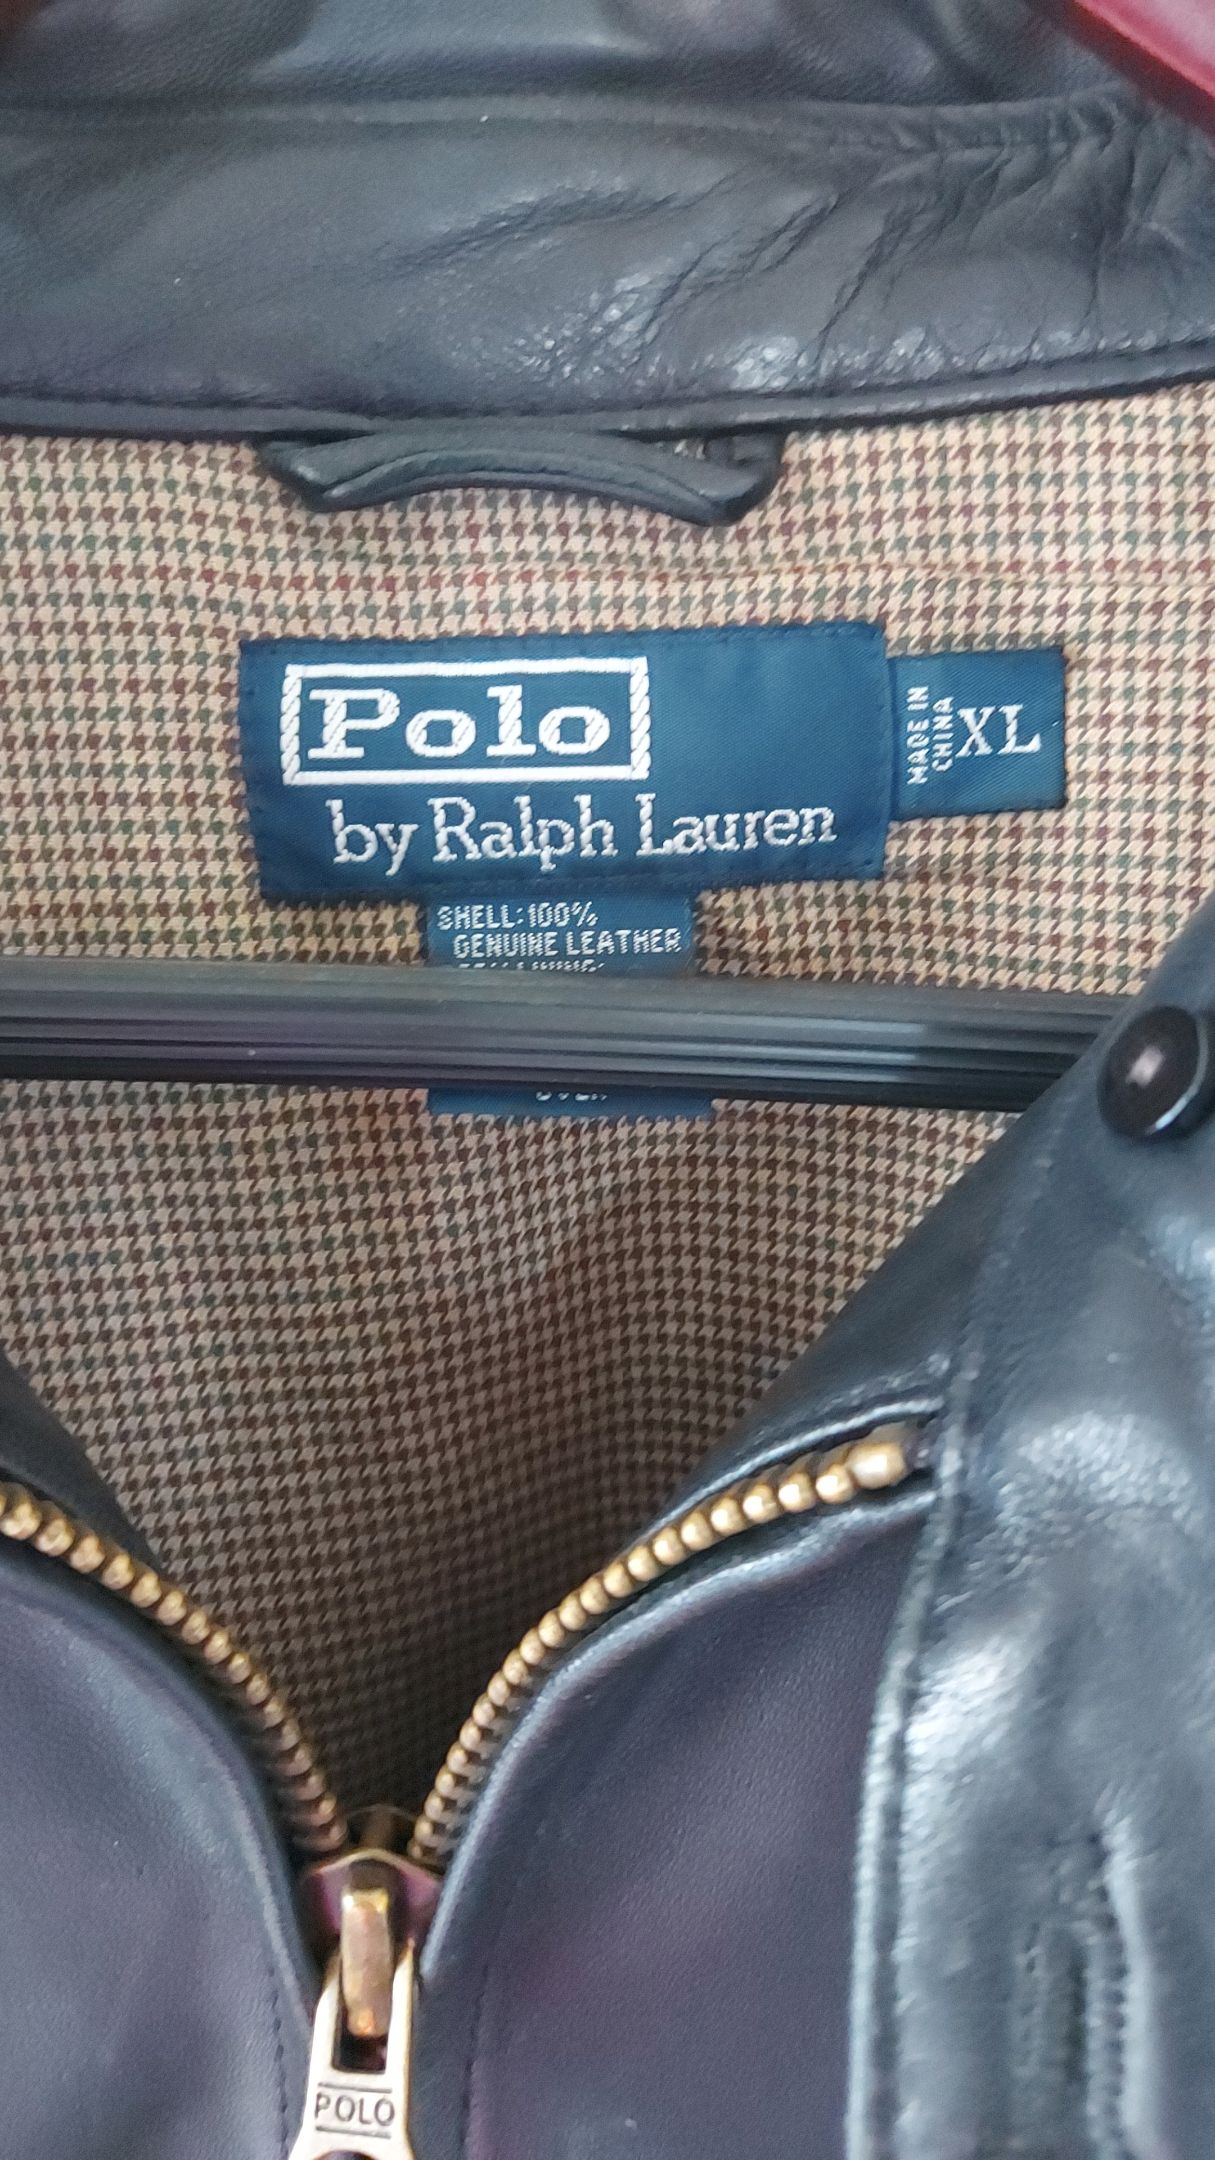 Polo
by Ralph Lauren
MADE IN
CHINA
XL
SHELL: 100%
GENUINE LEATHER
POLO